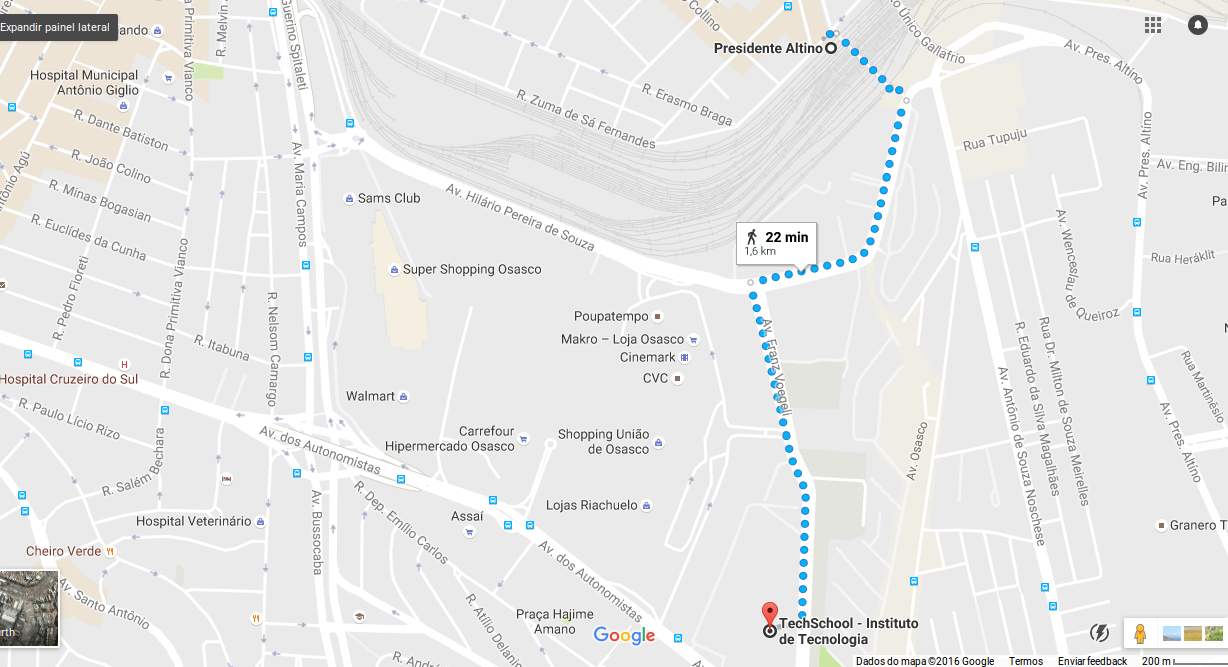 Expandir painel lateral
ando
R. Primitiva Vianco
R. Melvin
Guerino Spitaleti
Collino
Único Gallafrio
Presidente Altino
Av. Pres. Altino
Hospital Municipal
Antônio Giglio
R. Erasmo Braga
R. Zuma de Sá Fernandes
R. Dante Batiston
Rua Tupuju
Av. Pres. Altino
R. João Colino
Antônio Agú
Av. Maria Campos
Av. Eng. Bilin
R. Minas Bogasian
Sams Club
Av. Hilário Pereira de Souza
Pa
R. Euclídes da Cunha
22 min
1,6 km
Av. Wenceslau de Queiroz
Rua Heráklit
R. Pedro Fioreti
R. Dona Primitiva Vianco
Super Shopping Osasco
R. Nelsom Camargo
Poupatempo
Av. Franz Voegeli
R. Itabuna
Makro – Loja Osasco
Cinemark
CVC
H
Hospital Cruzeiro do Sul
R. Eduardo da Silva Magalhães
Rua Dr. Milton de Souza Meirelles
Rua Martinésio
Av. Antônio de Souza Noschese
Walmart
R. Paulo Lício Rizo
Av. dos Autonomistas
Carrefour
Hipermercado Osasco
Shopping União
de Osasco
Av. Osasco
Av. Pres. Altino
R. Salém Bechara
R. Dep. Emílio Carlos
Av. Bussocaba
Lojas Riachuelo
Hospital Veterinário
Assaí
Granero T
Cheiro Verde
Av. dos Autonomistas
Av. Santo Antônio
R. Atílio Delanina
Praça Hajime
Amano
TechSchool - Instituto
de Tecnologia
rth
Google
R. André
Dados do mapa ©2016 Google
Termos
Enviar feedback
200 m